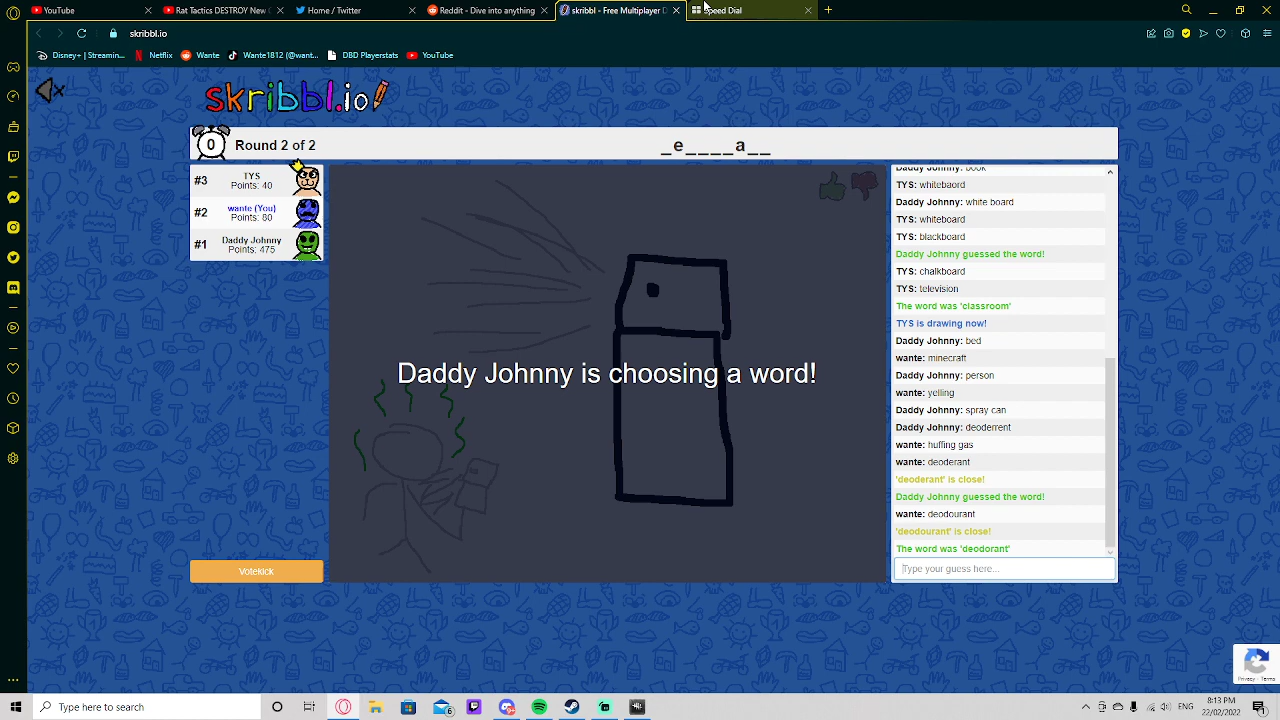 YouTube
Rat Tactics DESTROY New
Home / Twitter
Reddit - Dive into anything
skribbl - Free Multiplayer D
Speed Dial
skribbl.io
Disney+ | Streamin...
Netflix
Wante
Wante1812 (@want...
DBD Playerstats
YouTube
skribbl.io
0
Round 2 of 2
_e____a__
#3
TYS
Points: 40
#2
wante (You)
Points: 80
#1
Daddy Johnny
Points: 475
Daddy Johnny is choosing a word!
Votekick
Daddy Johnny: book
TYS: whitebaord
Daddy Johnny: white board
TYS: whiteboard
TYS: blackboard
Daddy Johnny guessed the word!
TYS: chalkboard
TYS: television
The word was 'classroom'
TYS is drawing now!
Daddy Johnny: bed
wante: minecraft
Daddy Johnny: person
wante: yelling
Daddy Johnny: spray can
Daddy Johnny: deoderrent
wante: huffing gas
wante: deoderant
'deoderant' is close!
Daddy Johnny guessed the word!
wante: deodourant
'deodourant' is close!
The word was 'deodorant'
Type your guess here...
Privacy - Terms
Type here to search
ENG
8:13 PM
22/02/2022